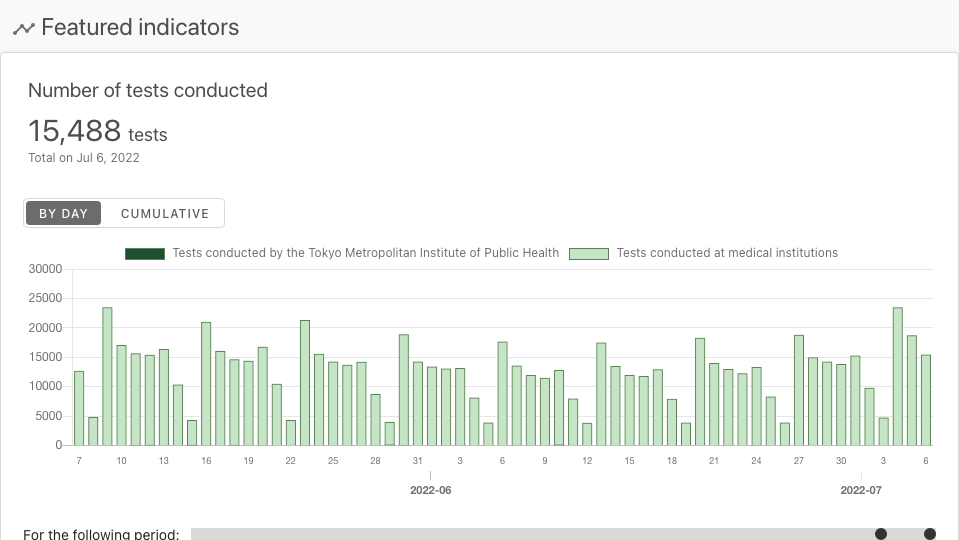 Featured indicators
Number of tests conducted
15,488 tests
Total on Jul 6, 2022
BY DAY CUMULATIVE
Tests conducted by the Tokyo Metropolitan Institute of Public Health Tests conducted at medical institutions
30000
25000
20000
15000
10000
5000
0
7 10 13 16 19 22 25 28 31 3 6 9 12 15 18 21 24 27 30 3 6
2022-06 2022-07
For the following period: